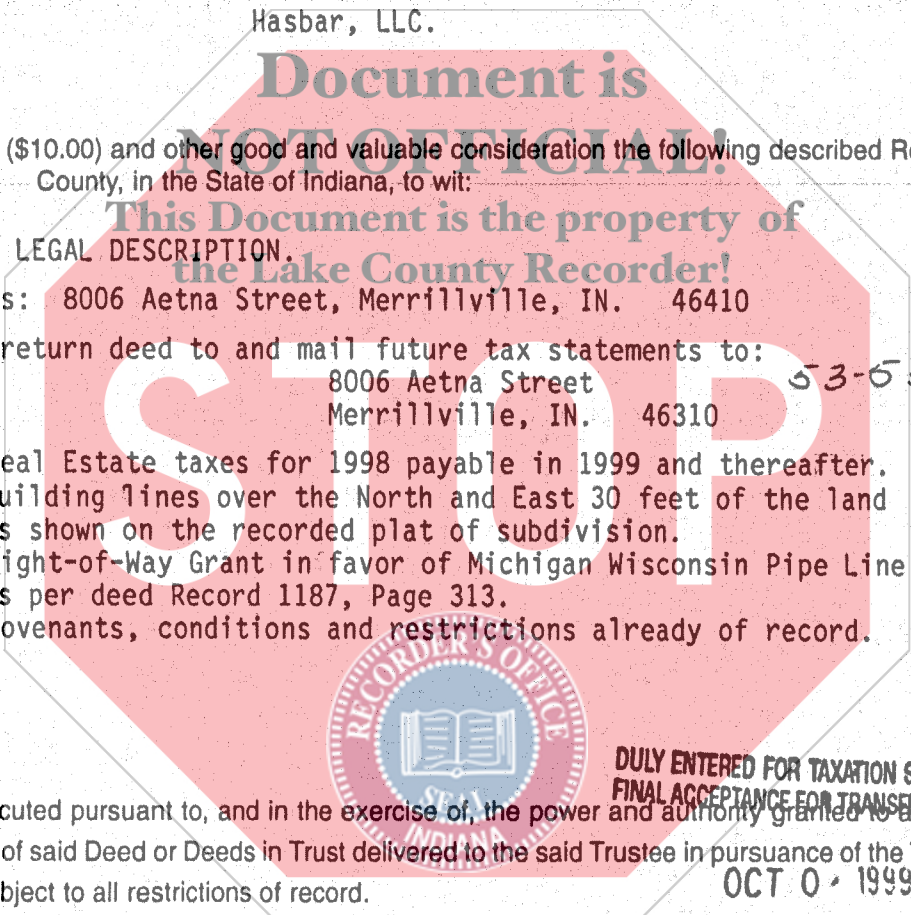 Hasbar, LLC.
Document is
NOT OFFICIAL!
($10.00) and other good and valuable consideration the following described
County, in the State of Indiana, to wit:
This Document is the property of
LEGAL DESCRIPTION.
the Lake County Recorder!
s: 8006 Aetna Street, Merrillville, IN. 46410
return deed to and mail future tax statements to:
8006 Aetna Street 53-5
Merrillville, IN. 46310
STOP
eal Estate taxes for 1998 payable in 1999 and thereafter.
uilding lines over the North and East 30 feet of the land
s shown on the recorded plat of subdivision.
ight-of-Way Grant in favor of Michigan Wisconsin Pipe Line
s per deed Record 1187, Page 313.
ovenants, conditions and restrictions already of record.
RECORDER'S OFFICE
SEAL
INDIANA
DULY ENTERED FOR TAXATION
FINAL ACCEPTANCE FOR
cuted pursuant to, and in the exercise of, the power and authority granted to
of said Deed or Deeds in Trust delivered to the said Trustee in pursuance of the
bject to all restrictions of record.
OCT 1999